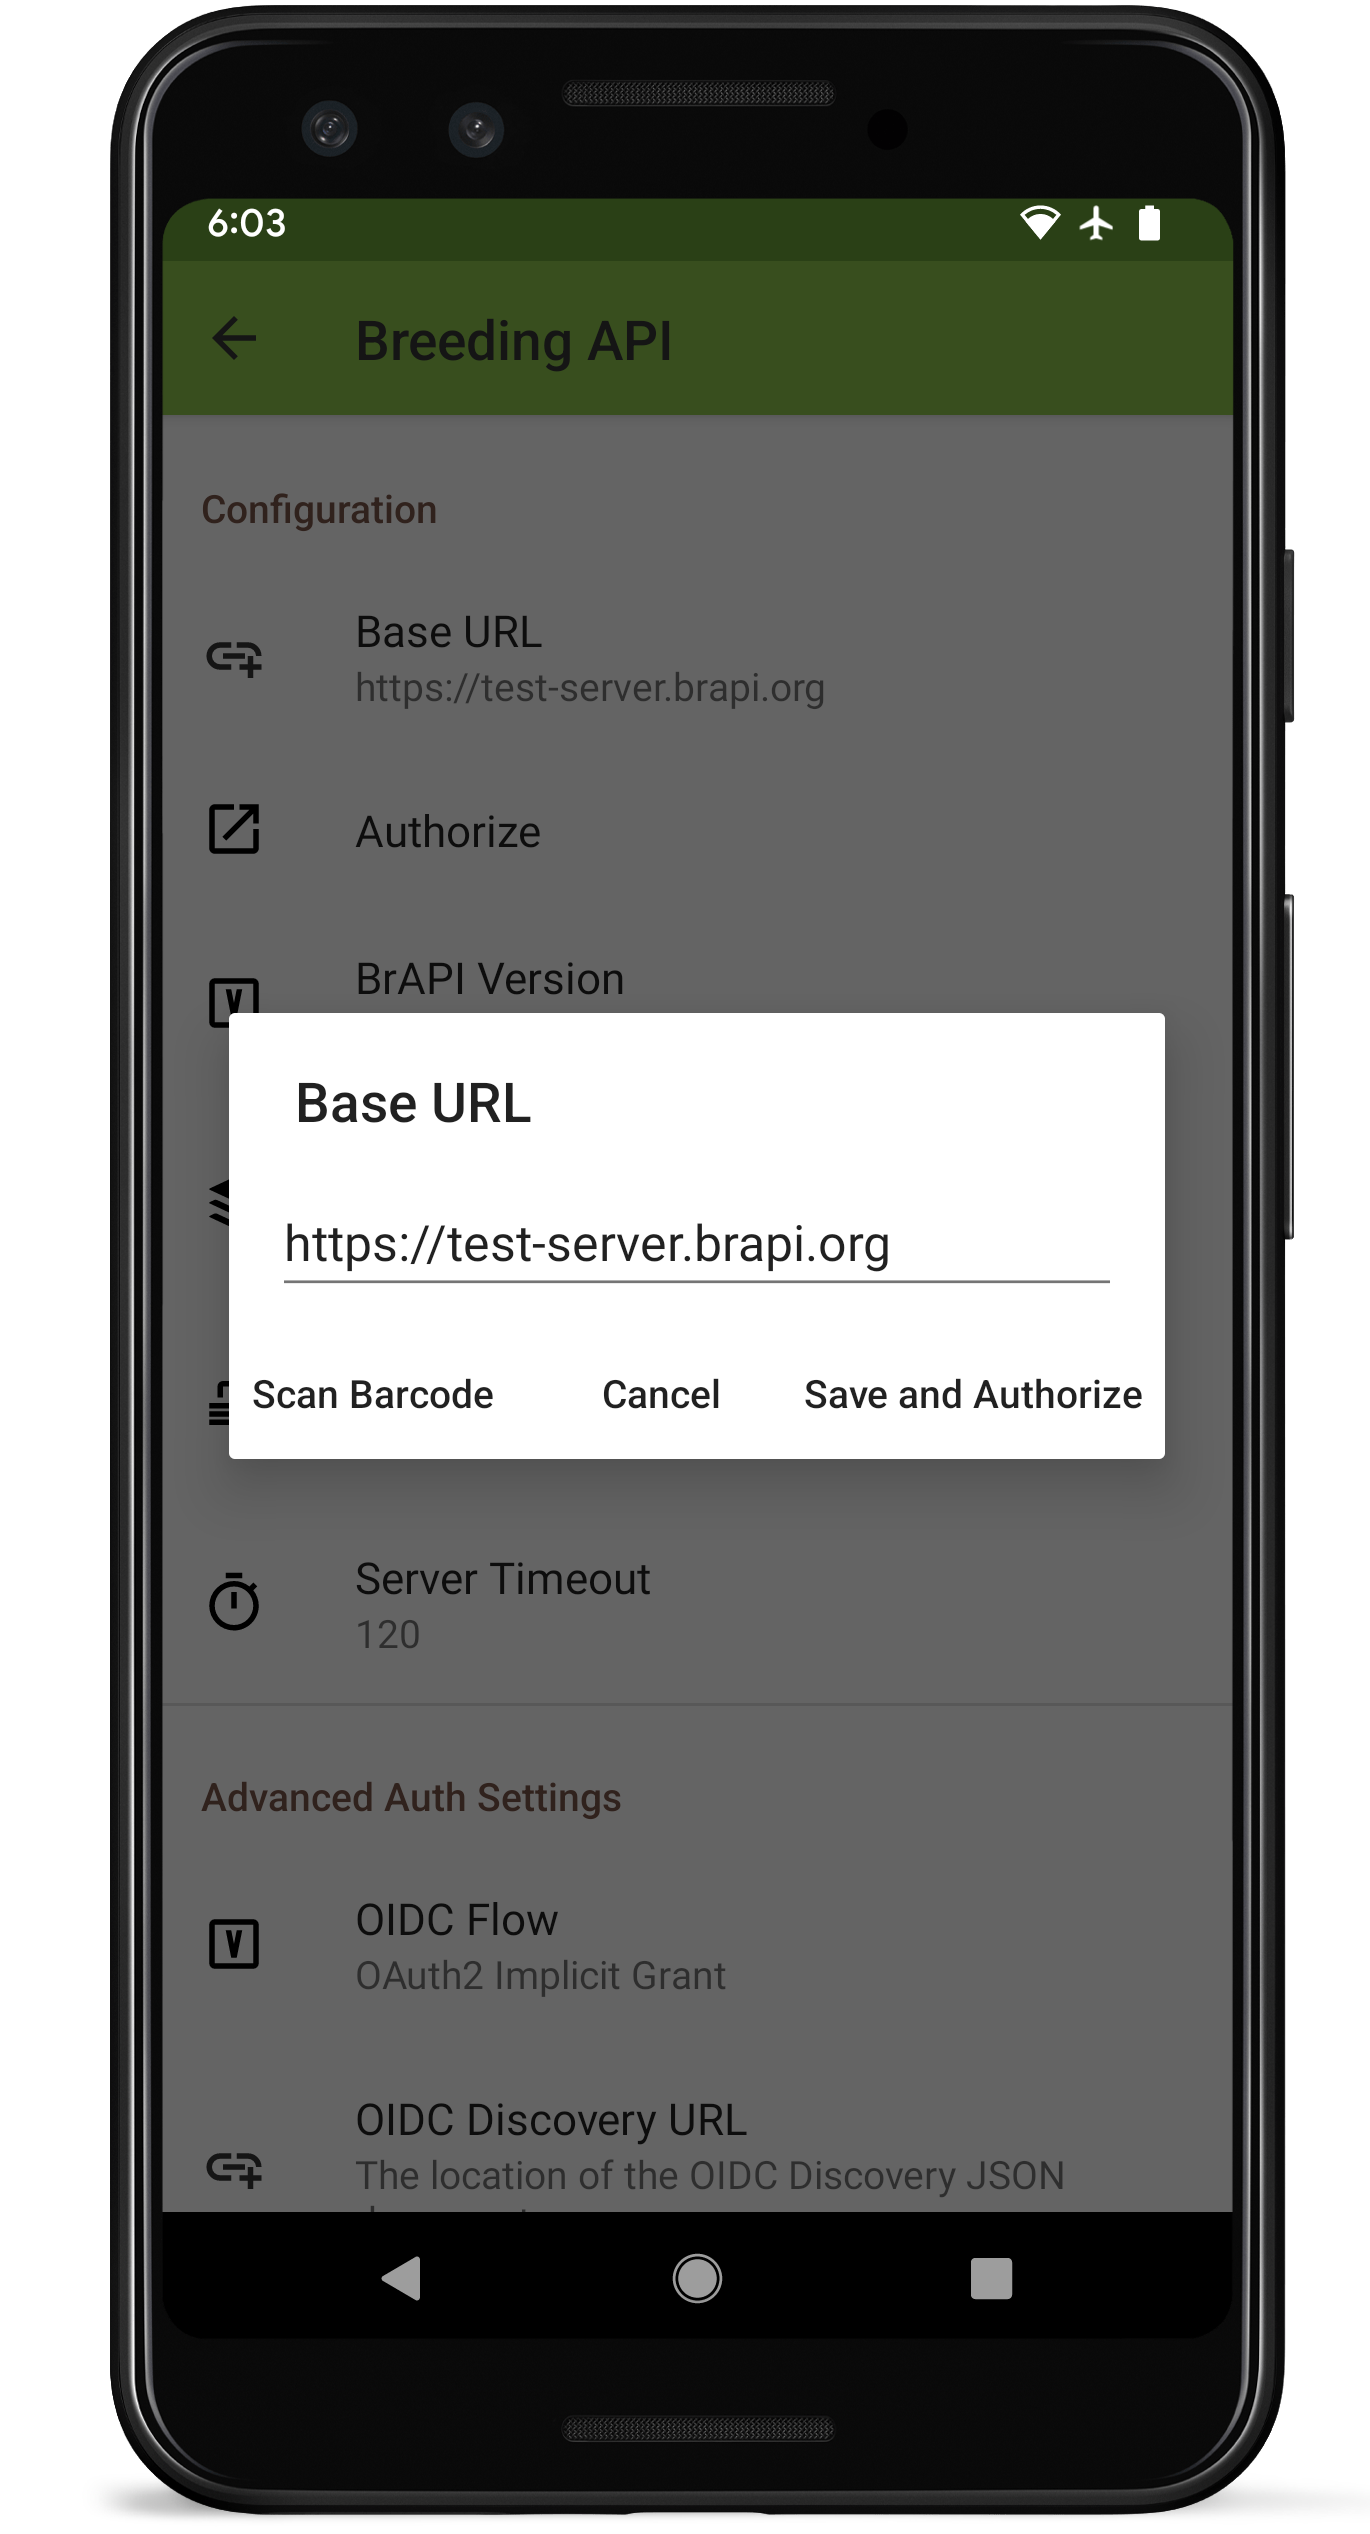 6:03
Breeding API
Configuration
Base URL
https://test-server.brapi.org
Authorize
BrAPI Version
Base URL
https://test-server.brapi.org
Scan Barcode Cancel Save and Authorize
Server Timeout
120
Advanced Auth Settings
OIDC Flow
OAuth2 Implicit Grant
OIDC Discovery URL
The location of the OIDC Discovery JSON